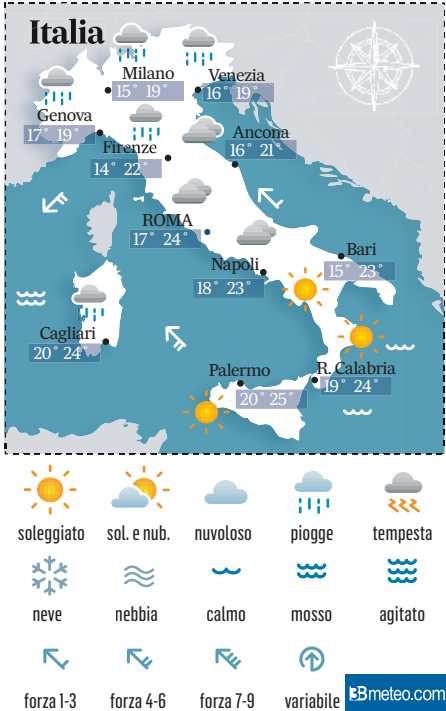 Italia
Milano
15° 19°
Venezia
16° 19°
Genova
17° 19°
Firenze
14° 22°
Ancona
16° 21°
ROMA
17° 24°
Napoli
18° 23°
Bari
15° 23°
Cagliari
20° 24°
Palermo
20° 25°
R. Calabria
19° 24°
soleggiato sol. e nub. nuvoloso piogge tempesta
neve nebbia calmo mosso agitato
forza 1-3 forza 4-6 forza 7-9 variabile
3Bmeteo.com